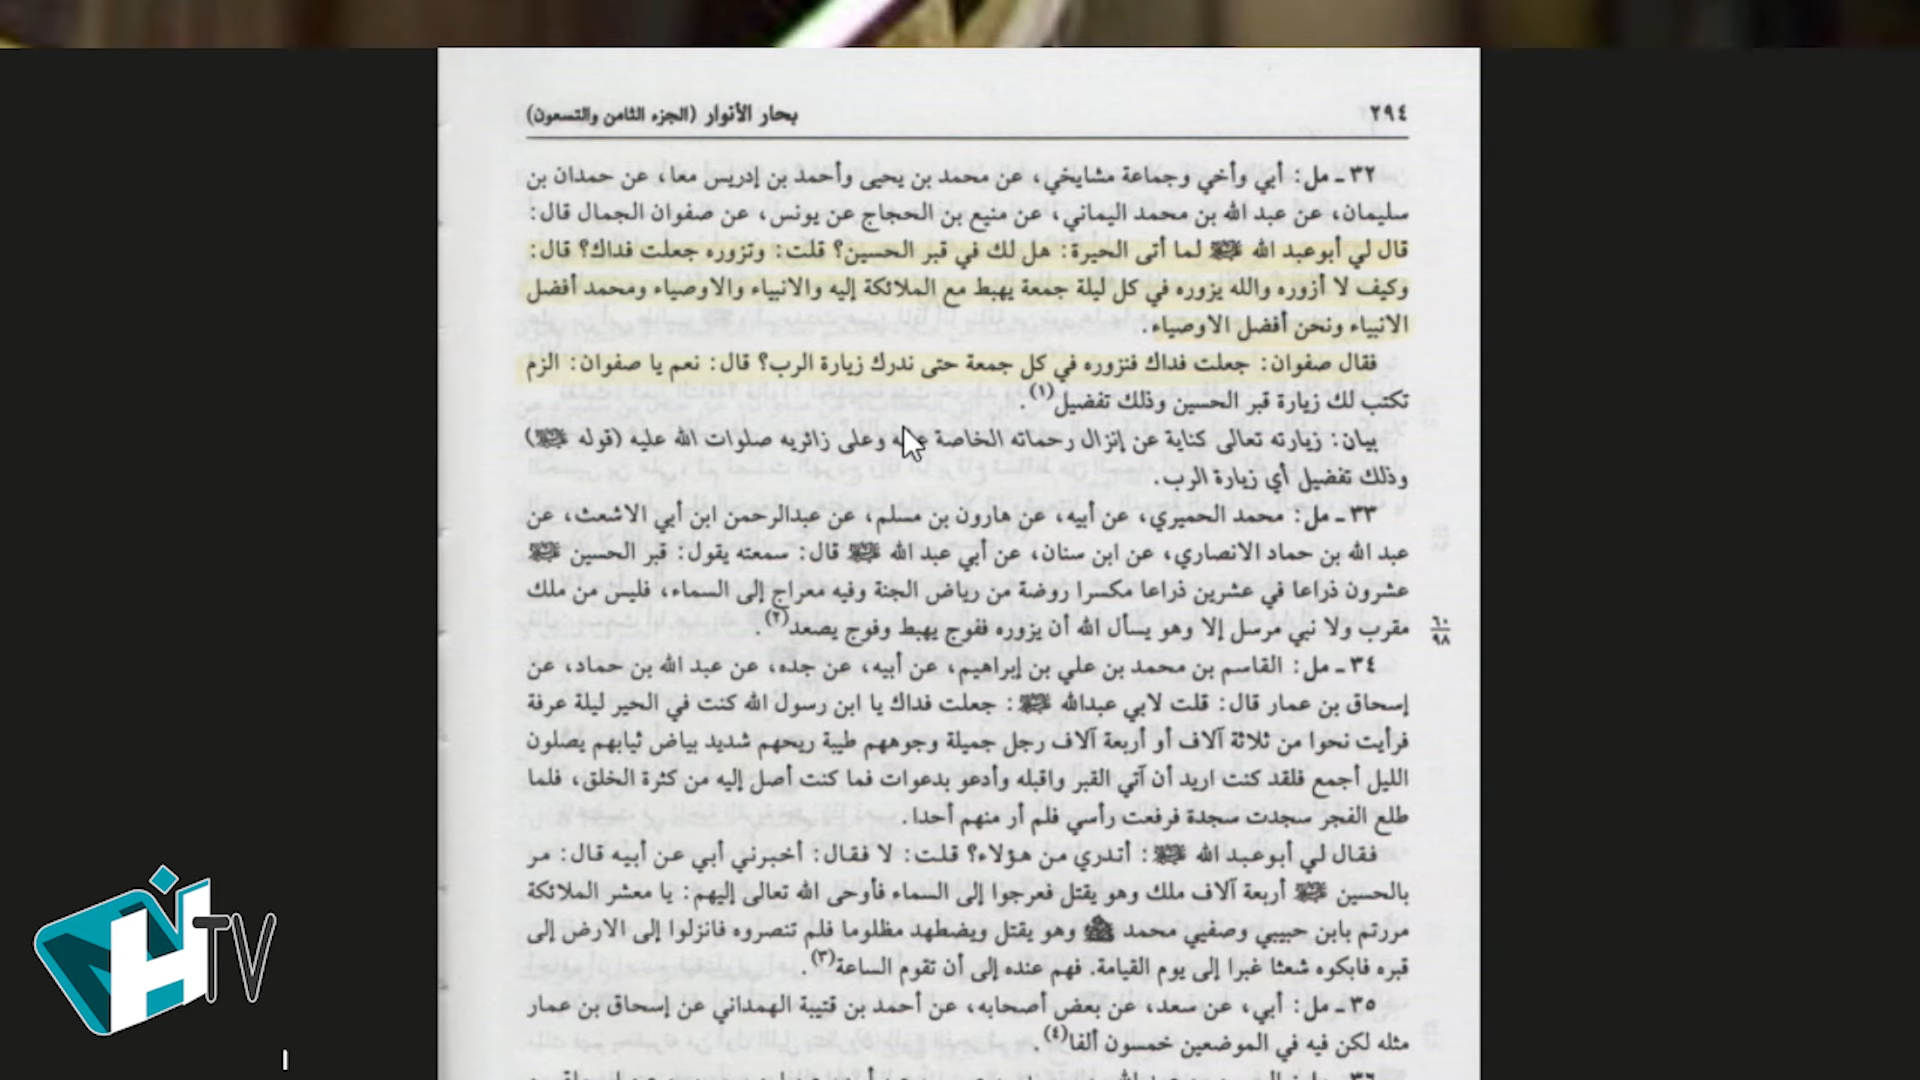 ٢٩٤
بحار الأنوار (الجزء الثامن والتسعون)
٣٢ ـ مل: أبي وأخي وجماعة مشايخي، عن محمد بن يحيى وأحمد بن إدريس معا، عن حمدان بن
سليمان، عن عبد الله بن محمد اليماني، عن منيع بن الحجاج عن يونس، عن صفوان الجمال قال:
قال لي أبوعبد الله ﵇ لما أتى الحيرة: هل لك في قبر الحسين؟ قلت: وتزوره جعلت فداك؟ قال:
وكيف لا أزوره والله يزوره في كل ليلة جمعة يهبط مع الملائكة إليه والانبياء والاوصياء ومحمد أفضل
الانبياء ونحن أفضل الاوصياء.
فقال صفوان: جعلت فداك فنزوره في كل جمعة حتى ندرك زيارة الرب؟ قال: نعم يا صفوان: الزم
تكتب لك زيارة قبر الحسين وذلك تفضيل(١).
بيان: زيارته تعالى كناية عن إنزال رحماته الخاصة وعلى زائريه صلوات الله عليه (قوله ﵇)
وذلك تفضيل أي زيارة الرب.
٣٣ ـ مل: محمد الحميري، عن أبيه، عن هارون بن مسلم، عن عبدالرحمن ابن أبي الاشعث، عن
عبد الله بن حماد الانصاري، عن ابن سنان، عن أبي عبد الله ﵇ قال: سمعته يقول: قبر الحسين ﵇
عشرون ذراعا في عشرين ذراعا مكسرا روضة من رياض الجنة وفيه معراج إلى السماء، فليس من ملك
مقرب ولا نبي مرسل إلا وهو يسأل الله أن يزوره ففوج يهبط وفوج يصعد(٢).
٦٠
٩٨
٣٤ ـ مل: القاسم بن محمد بن علي بن إبراهيم، عن أبيه، عن جده، عن عبد الله بن حماد، عن
إسحاق بن عمار قال: قلت لابي عبدالله ﵇: جعلت فداك يا ابن رسول الله كنت في الحير ليلة عرفة
فرأيت نحوا من ثلاثة آلاف أو أربعة آلاف رجل جميلة وجوههم طيبة ريحهم شديد بياض ثيابهم يصلون
الليل أجمع فلقد كنت اريد أن آتي القبر واقبله وأدعو بدعوات فما كنت أصل إليه من كثرة الخلق، فلما
طلع الفجر سجدت سجدة فرفعت رأسي فلم أر منهم أحدا.
فقال لي أبوعبد الله ﵇: أتدري من هؤلاء؟ قلت: لا فقال: أخبرني أبي عن أبيه قال: مر
بالحسين ﵇ أربعة آلاف ملك وهو يقتل فعرجوا إلى السماء فأوحى الله تعالى إليهم: يا معشر الملائكة
مررتم بابن حبيبي وصفيي محمد ﷺ وهو يقتل ويضطهد مظلوما فلم تنصروه فانزلوا إلى الارض إلى
قبره فابكوه شعثا غبرا إلى يوم القيامة. فهم عنده إلى أن تقوم الساعة(٣).
٣٥ ـ مل: أبي، عن سعد، عن بعض أصحابه، عن أحمد بن قتيبة الهمداني عن إسحاق بن عمار
مثله لكن فيه في الموضعين خمسون ألفا(٤).
H TV